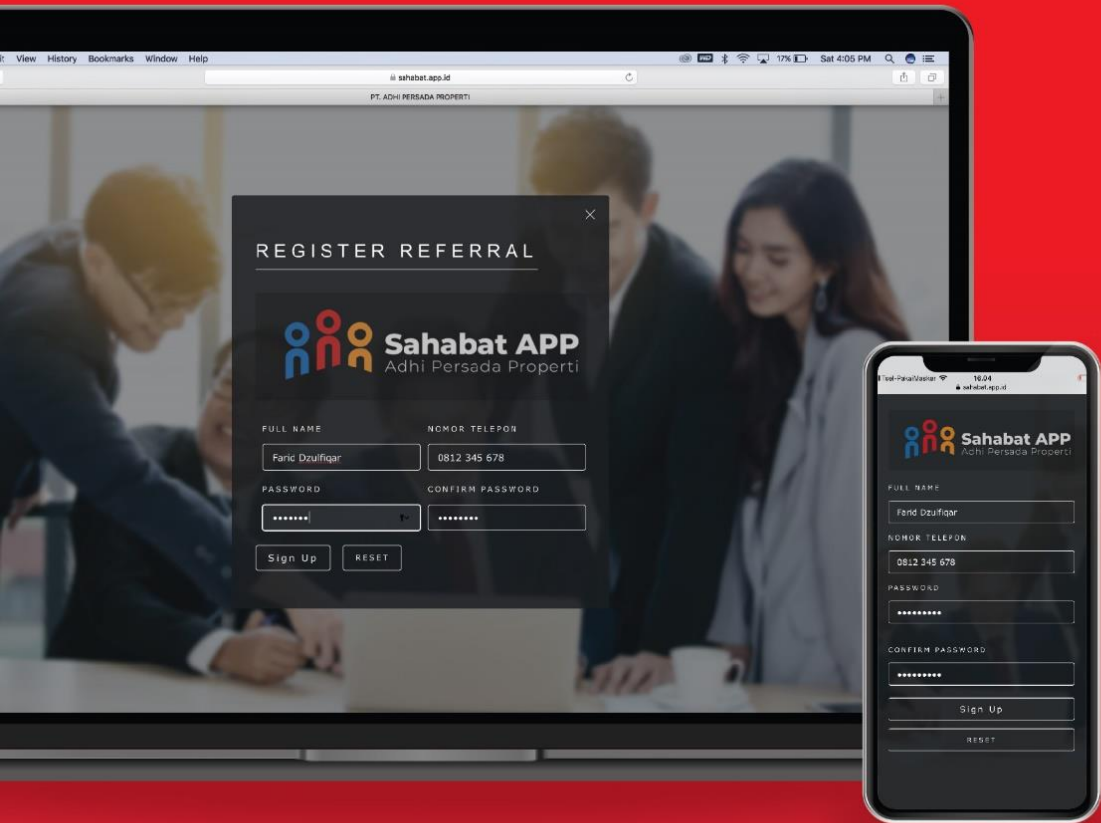 View History Bookmarks Window Help
17% Sat 4:05 PM
sahabat.app.id
PT. ADHI PERSADA PROPERTI
REGISTER REFERRAL
Sahabat APP
Adhi Persada Properti
FULL NAME NOMOR TELEPON
Farid Dzulfiqar 0812 345 678
PASSWORD CONFIRM PASSWORD
Sign Up RESET
Tsel-PakaiMasker 16.04
sahabat.app.id
Sahabat APP
Adhi Persada Properti
FULL NAME
Farid Dzulfiqar
NOMOR TELEPON
0812 345 678
PASSWORD
CONFIRM PASSWORD
Sign Up
RESET